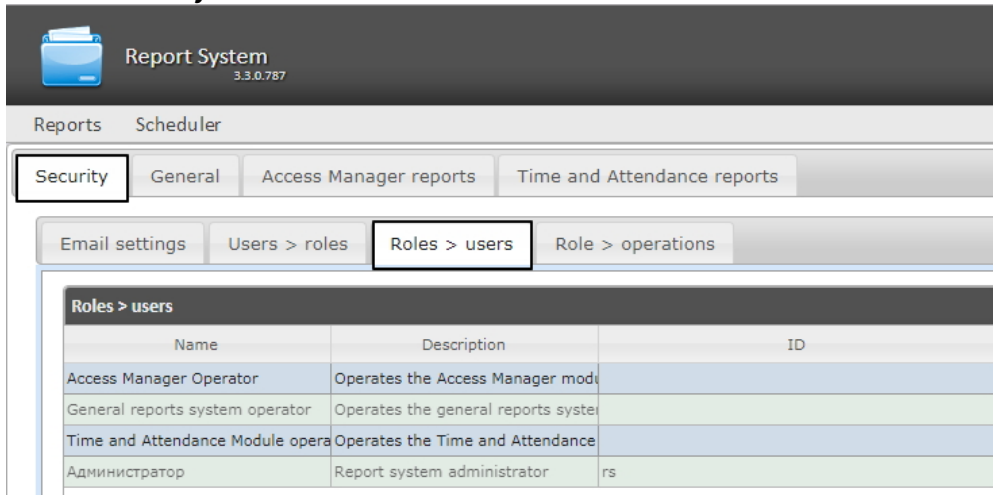 Report System
3.3.0.787
Reports Scheduler
Security General Access Manager reports Time and Attendance reports
Email settings Users > roles Roles > users Role > operations
Roles > users
Name Description ID
Access Manager Operator Operates the Access Manager modu
General reports system operator Operates the general reports syste
Time and Attendance Module opera Operates the Time and Attendance
Администратор Report system administrator rs